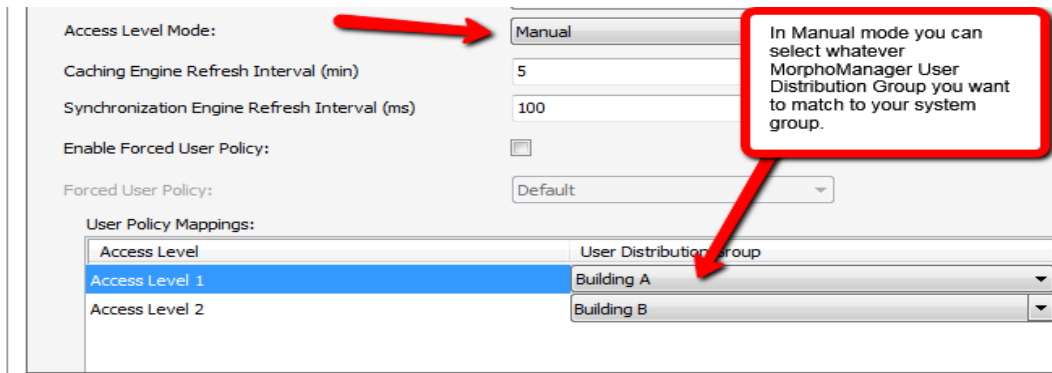 Access Level Mode:
Manual
In Manual mode you can
select whatever
MorphoManager User
Distribution Group you want
to match to your system
group.
Caching Engine Refresh Interval (min)
5
Synchronization Engine Refresh Interval (ms)
100
Enable Forced User Policy:
Forced User Policy:
Default
User Policy Mappings:
Access Level
User Distribution Group
Access Level 1
Building A
Access Level 2
Building B